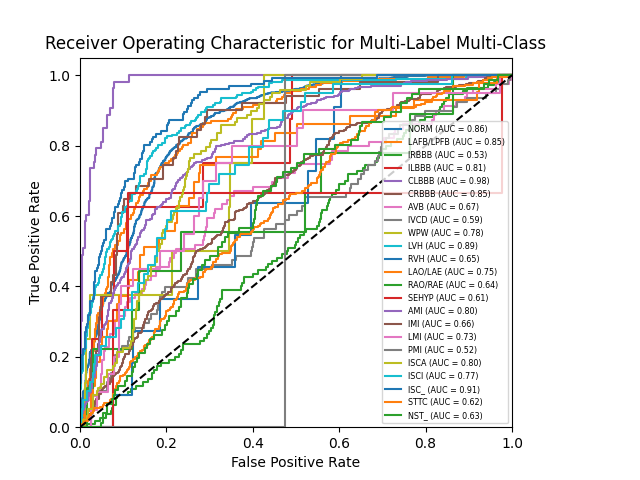 Receiver Operating Characteristic for Multi-Label Multi-Class
1.0
0.8
0.6
0.4
0.2
0.0
True Positive Rate
NORM (AUC = 0.86)
LAFB/LPFB (AUC = 0.85)
IRBBB (AUC = 0.53)
ILBBB (AUC = 0.81)
CLBBB (AUC = 0.98)
CRBBB (AUC = 0.85)
AVB (AUC = 0.67)
IVCD (AUC = 0.59)
WPW (AUC = 0.78)
LVH (AUC = 0.89)
RVH (AUC = 0.65)
LAO/LAE (AUC = 0.75)
RAO/RAE (AUC = 0.64)
SEHYP (AUC = 0.61)
AMI (AUC = 0.80)
IMI (AUC = 0.66)
LMI (AUC = 0.73)
PMI (AUC = 0.52)
ISCA (AUC = 0.80)
ISCI (AUC = 0.77)
ISC_ (AUC = 0.91)
STTC (AUC = 0.62)
NST_ (AUC = 0.63)
0.0 0.2 0.4 0.6 0.8 1.0
False Positive Rate